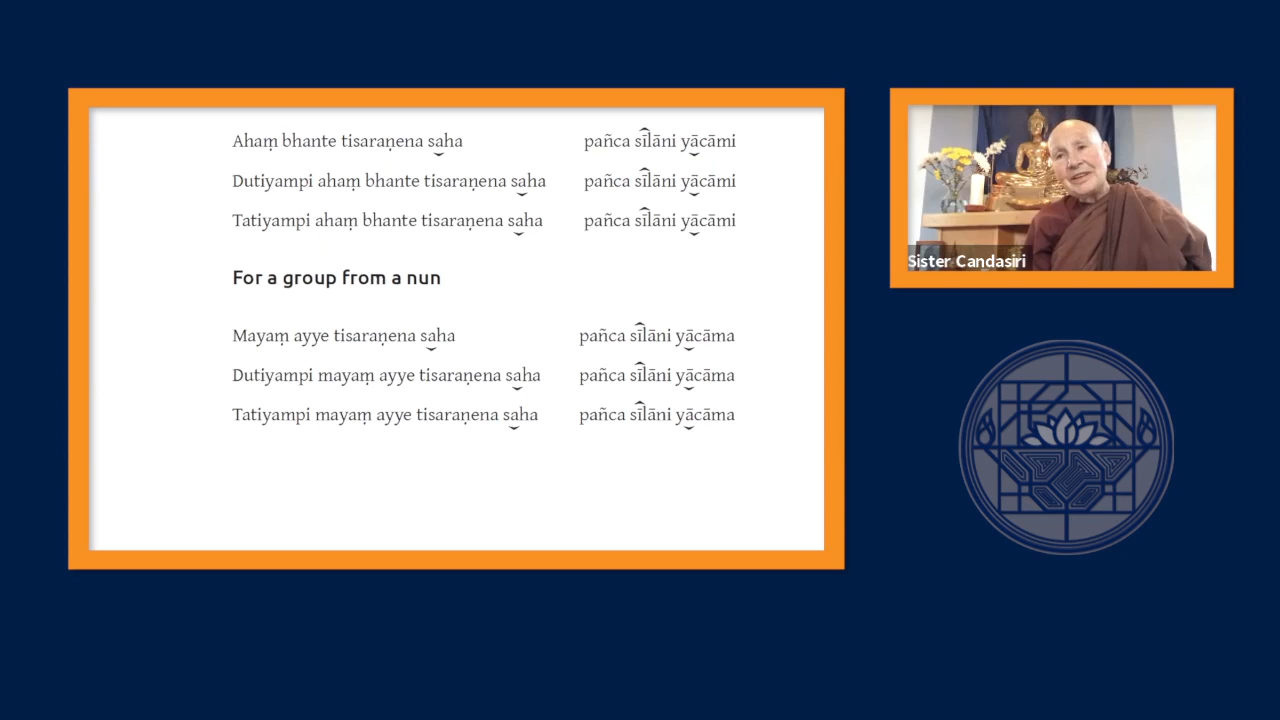 Ahaṃ bhante tisaraṇena saha pañca sīlāni yācāmi
Dutiyampi ahaṃ bhante tisaraṇena saha pañca sīlāni yācāmi
Tatiyampi ahaṃ bhante tisaraṇena saha pañca sīlāni yācāmi
For a group from a nun
Mayaṃ ayye tisaraṇena saha pañca sīlāni yācāma
Dutiyampi mayaṃ ayye tisaraṇena saha pañca sīlāni yācāma
Tatiyampi mayaṃ ayye tisaraṇena saha pañca sīlāni yācāma
Sister Candasiri